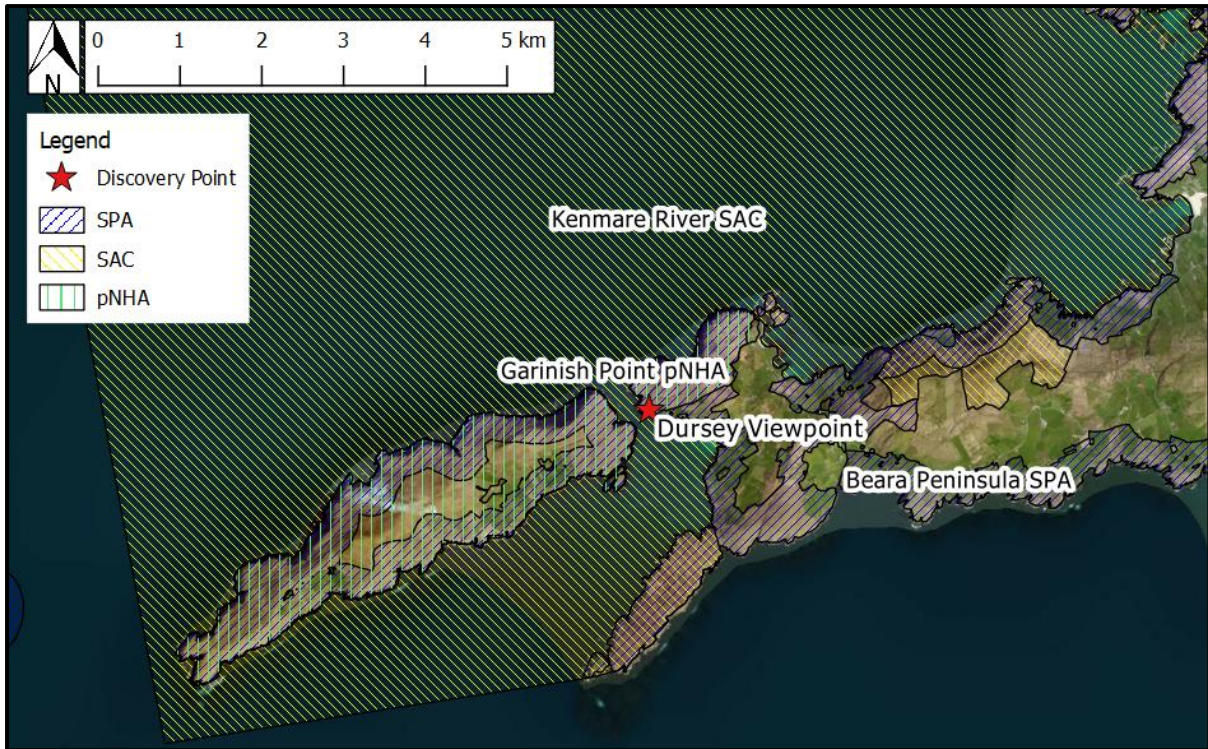 0 1 2 3 4 5 km
N
Legend
Discovery Point
SPA
SAC
pNHA
Kenmare River SAC
Garinish Point pNHA
Dursey Viewpoint
Beara Peninsula SPA